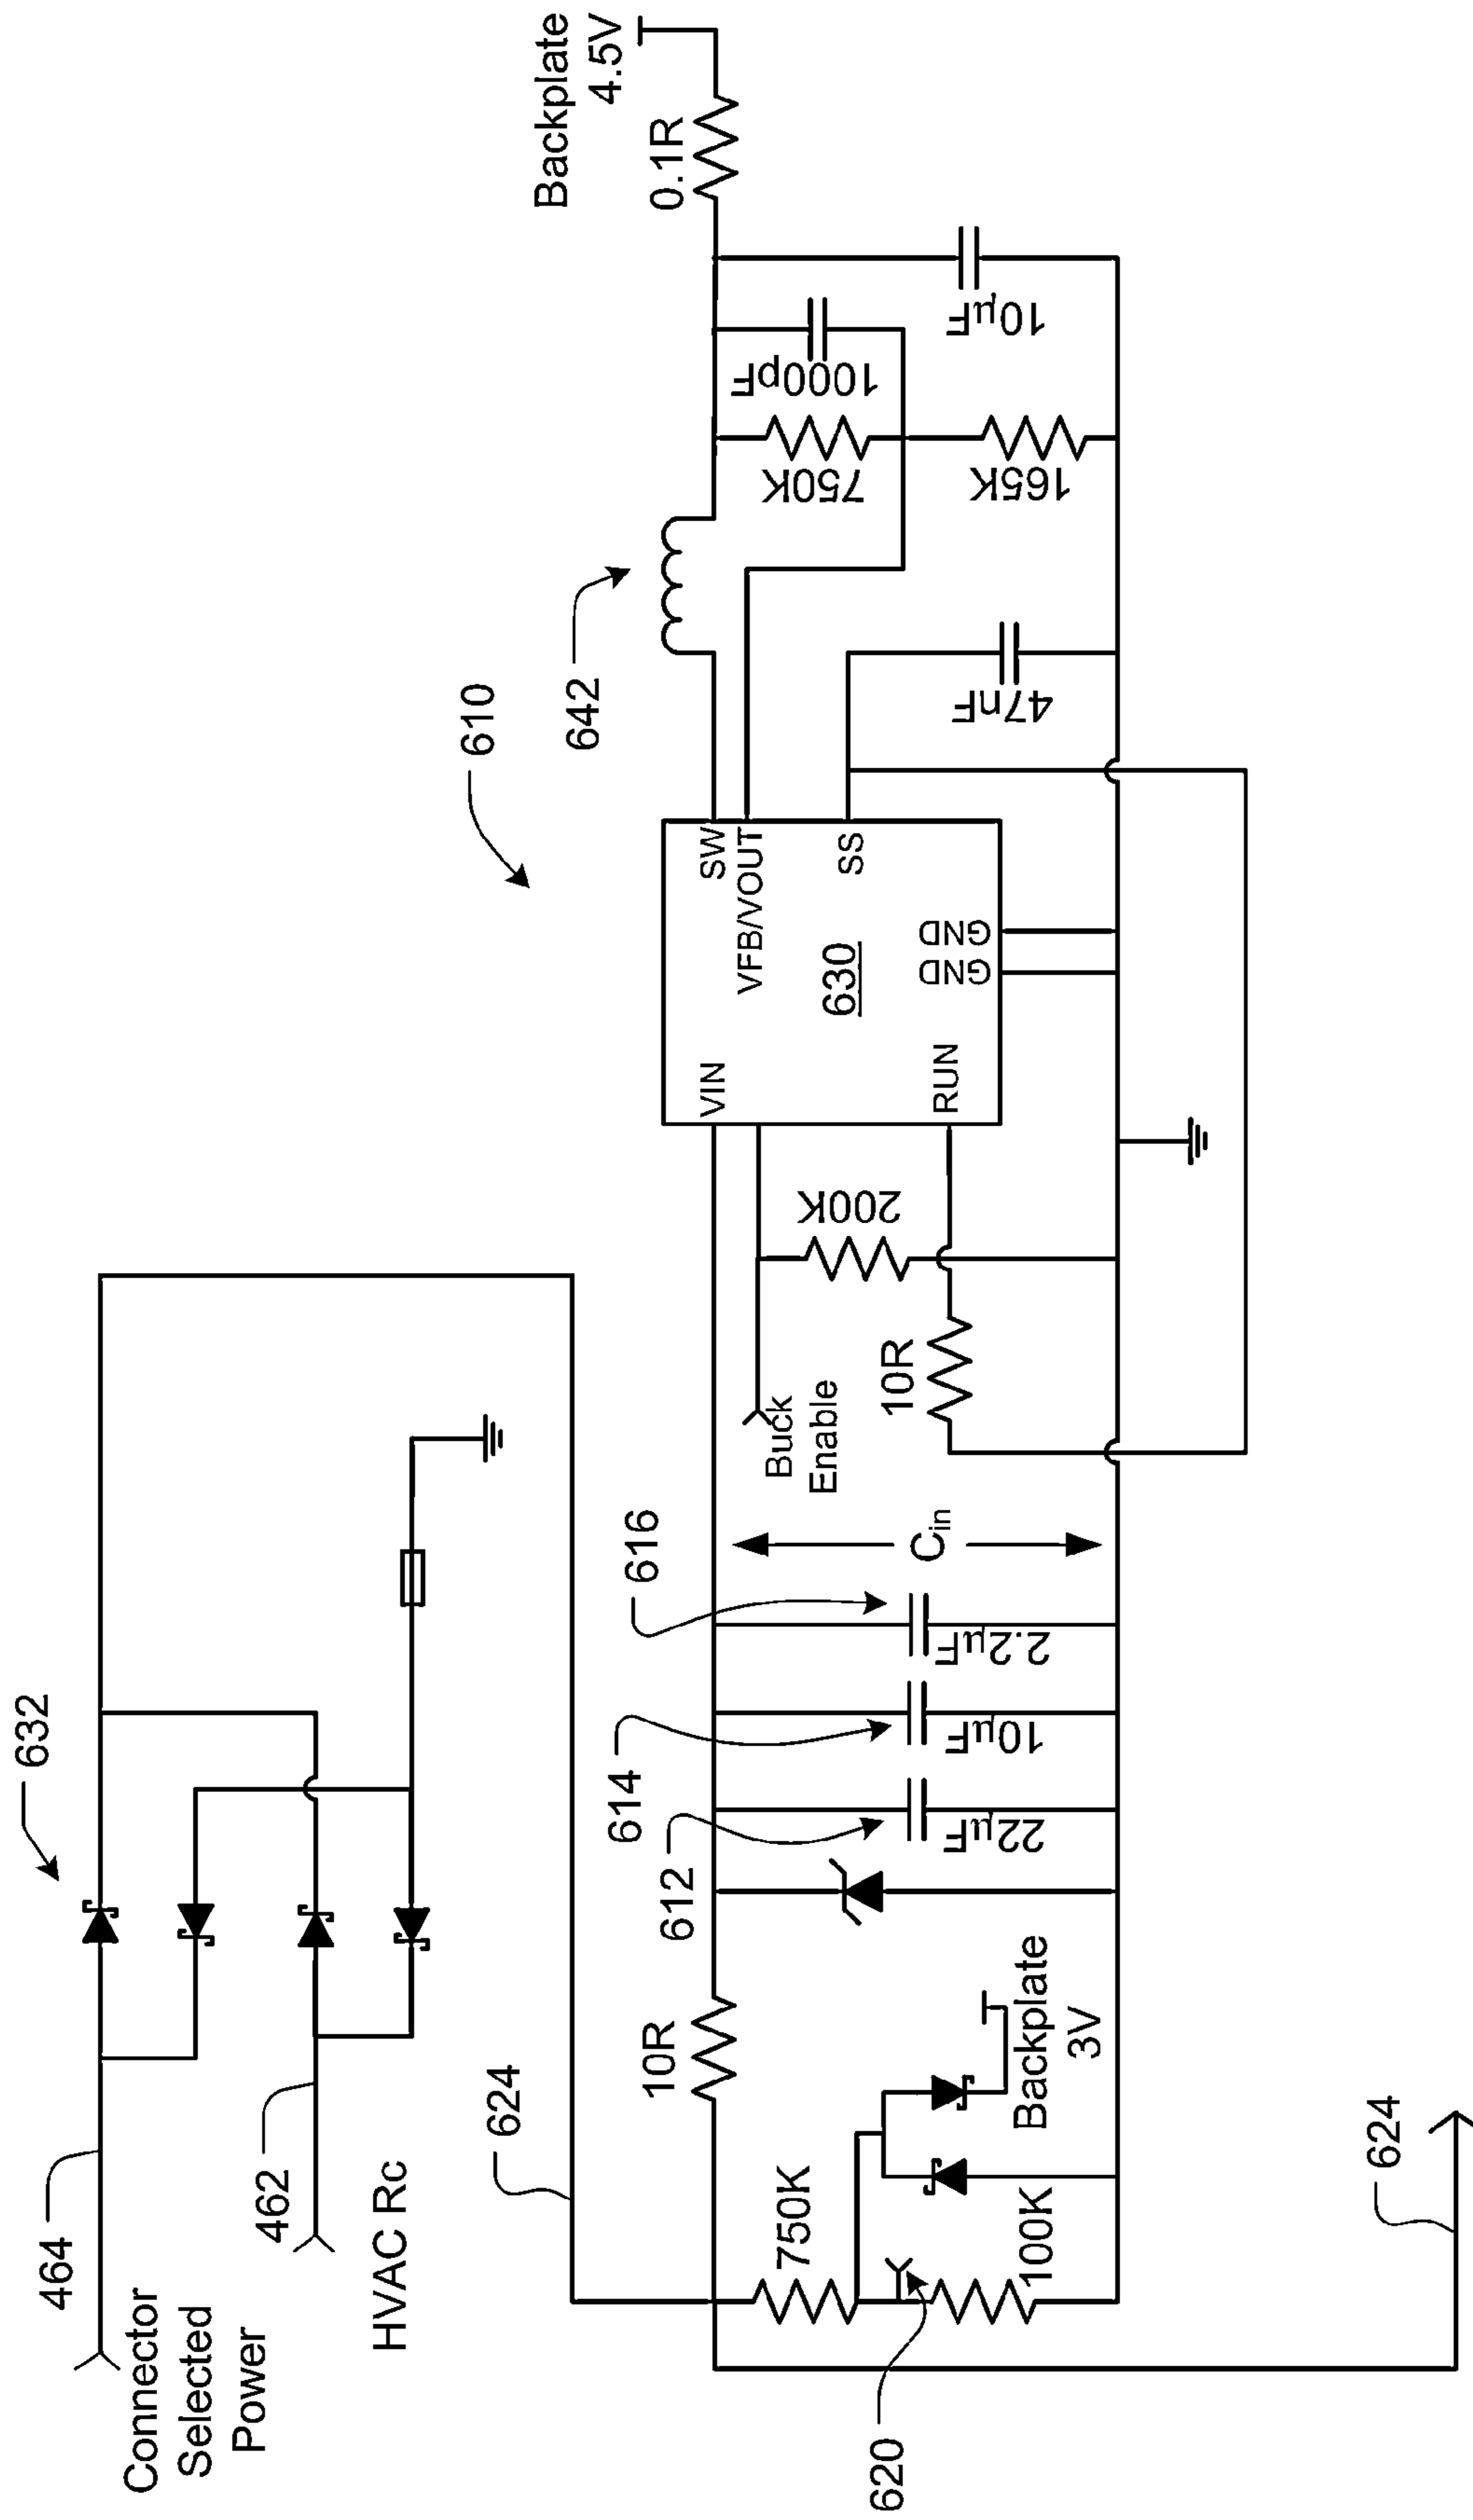 464
Connector
Selected
Power
462
HVAC Rc
632
624
610
642
Backplate
4.5V
0.1R
10R
612
614
616
22µF
10µF
2.2µF
Cin
Buck
Enable
200K
10R
VIN
RUN
630
SW
VFB/VOUT
SS
GND
GND
47nF
750K
165K
1000pF
10µF
620
750K
100K
Backplate
3V
624